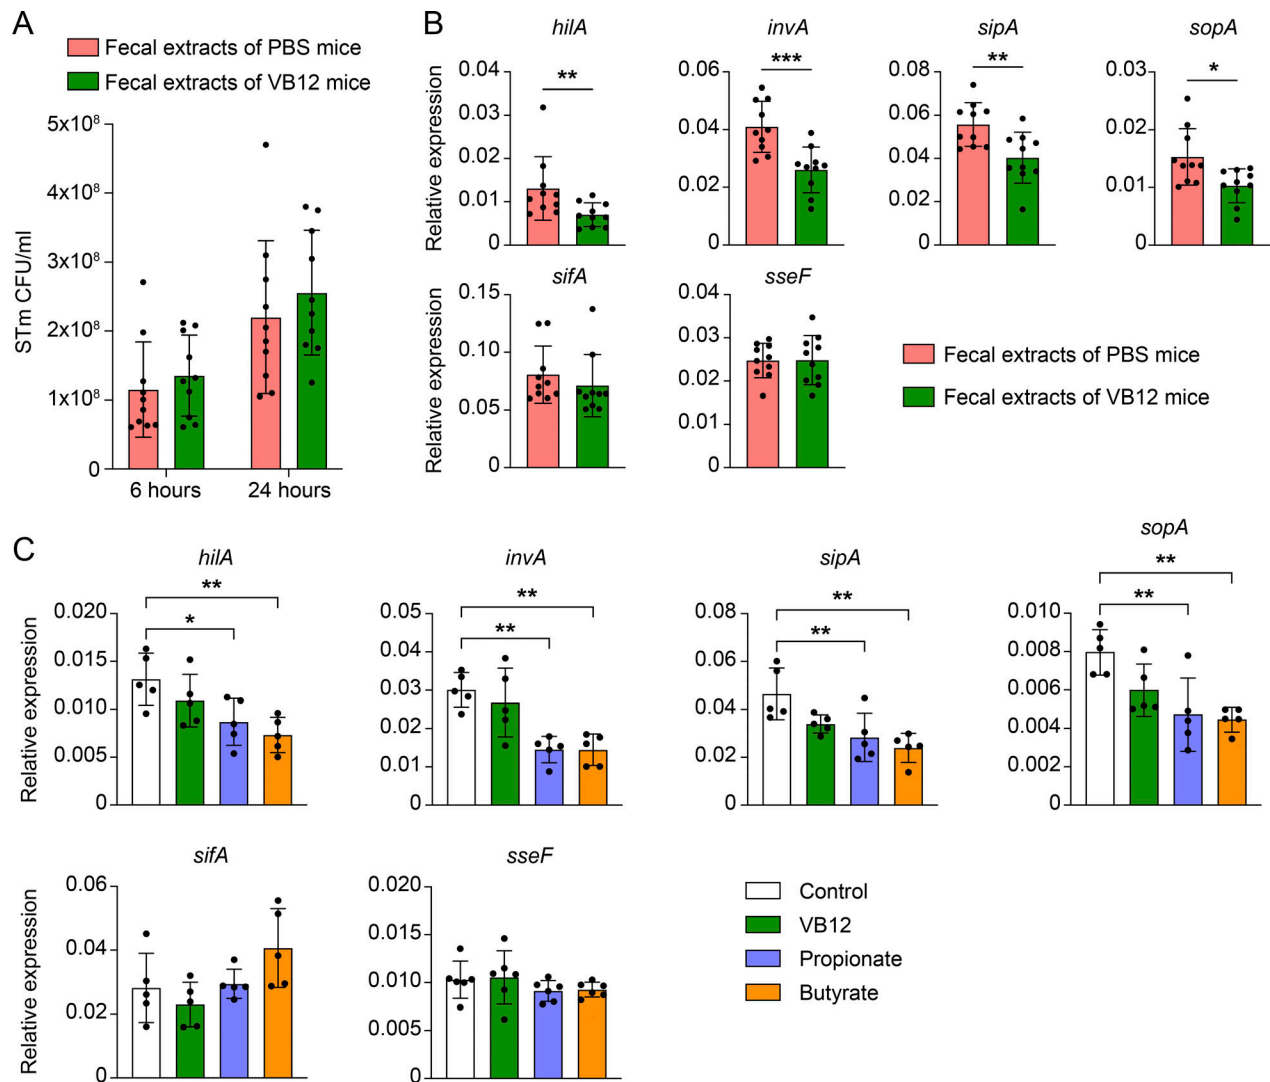 A
Fecal extracts of PBS mice
Fecal extracts of VB12 mice
STm CFU/ml
5x10⁸
4x10⁸
3x10⁸
2x10⁸
1x10⁸
0
6 hours
24 hours
B
hilA
Relative expression
0.04
0.03
0.02
0.01
0
**
invA
0.06
0.04
0.02
0
***
sipA
0.08
0.06
0.04
0.02
0
**
sopA
0.03
0.02
0.01
0
*
sifA
Relative expression
0.15
0.10
0.05
0
sseF
0.04
0.03
0.02
0.01
0
Fecal extracts of PBS mice
Fecal extracts of VB12 mice
C
hilA
Relative expression
0.020
0.015
0.010
0.005
0
**
*
invA
0.05
0.04
0.03
0.02
0.01
0
**
**
sipA
0.08
0.06
0.04
0.02
0
**
**
sopA
0.010
0.008
0.006
0.004
0.002
0
**
**
sifA
Relative expression
0.06
0.04
0.02
0
sseF
0.020
0.015
0.010
0.005
0
Control
VB12
Propionate
Butyrate